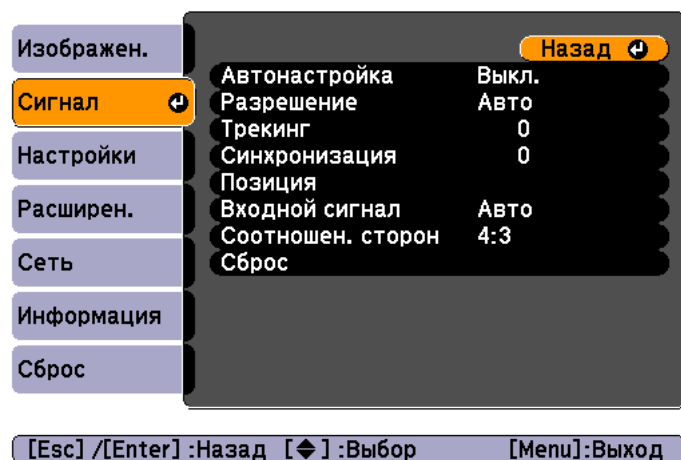 Изображен.
Сигнал
Настройки
Расширен.
Сеть
Информация
Сброс
Назад
Автонастройка Выкл.
Разрешение Авто
Трекинг 0
Синхронизация 0
Позиция
Входной сигнал Авто
Соотношен. сторон 4:3
Сброс
[Esc] /[Enter] :Назад [◆] :Выбор [Menu]:Выход